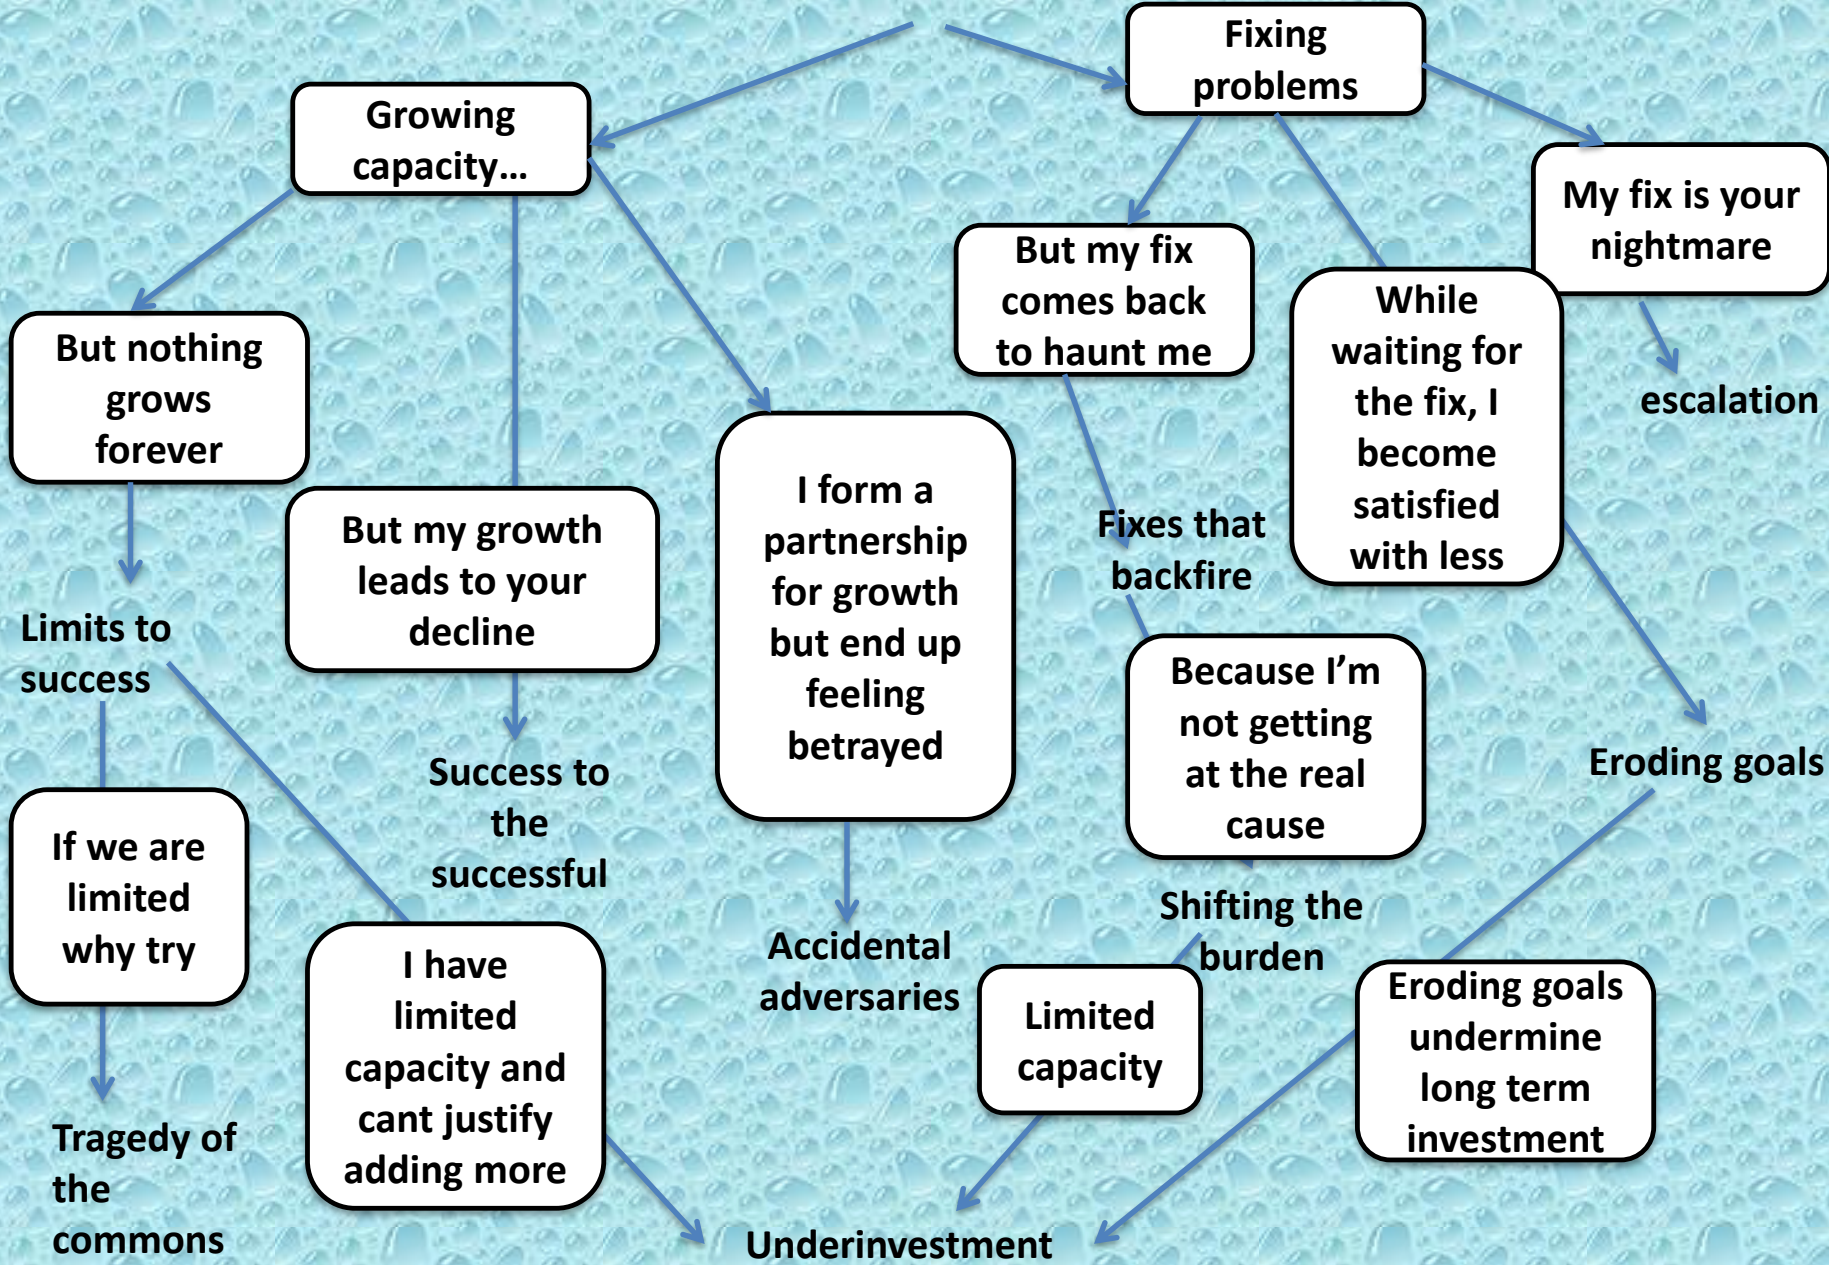 Fixing
problems
Growing
capacity…
My fix is your
nightmare
But my fix
comes back
to haunt me
While
waiting for
the fix, I
become
satisfied
with less
But nothing
grows
forever
escalation
I form a
partnership
for growth
but end up
feeling
betrayed
But my growth
leads to your
decline
Fixes that
backfire
Limits to
success
Because I’m
not getting
at the real
cause
Success to
the
successful
Eroding goals
If we are
limited
why try
Shifting the
burden
Accidental
adversaries
I have
limited
capacity and
cant justify
adding more
Limited
capacity
Eroding goals
undermine
long term
investment
Tragedy of
the
commons
Underinvestment